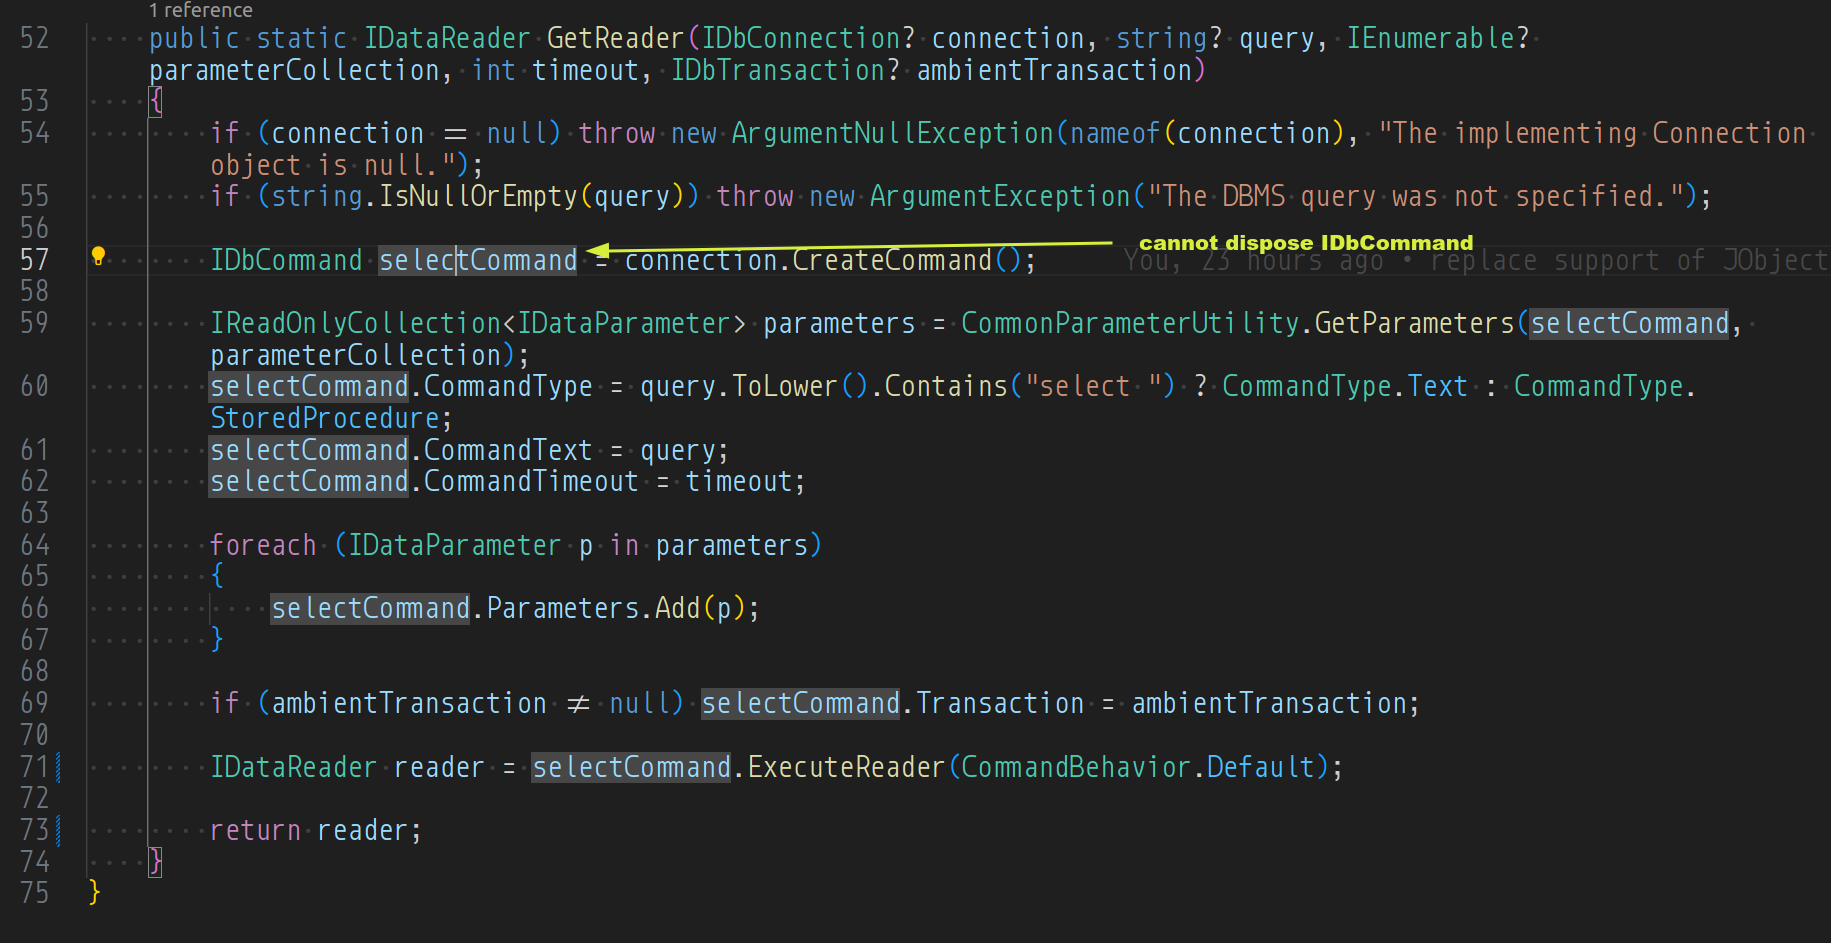 1 reference
52 public static IDataReader GetReader(IDbConnection? connection, string? query, IEnumerable?
parameterCollection, int timeout, IDbTransaction? ambientTransaction)
53 {
54 if (connection == null) throw new ArgumentNullException(nameof(connection), "The implementing Connection
object is null.");
55 if (string.IsNullOrEmpty(query)) throw new ArgumentException("The DBMS query was not specified.");
56
cannot dispose IDbCommand
57 IDbCommand selectCommand = connection.CreateCommand(); You, 23 hours ago • replace support of JObject
58
59 IReadOnlyCollection<IDataParameter> parameters = CommonParameterUtility.GetParameters(selectCommand,
parameterCollection);
60 selectCommand.CommandType = query.ToLower().Contains("select ") ? CommandType.Text : CommandType.
StoredProcedure;
61 selectCommand.CommandText = query;
62 selectCommand.CommandTimeout = timeout;
63
64 foreach (IDataParameter p in parameters)
65 {
66 selectCommand.Parameters.Add(p);
67 }
68
69 if (ambientTransaction != null) selectCommand.Transaction = ambientTransaction;
70
71 IDataReader reader = selectCommand.ExecuteReader(CommandBehavior.Default);
72
73 return reader;
74 }
75 }